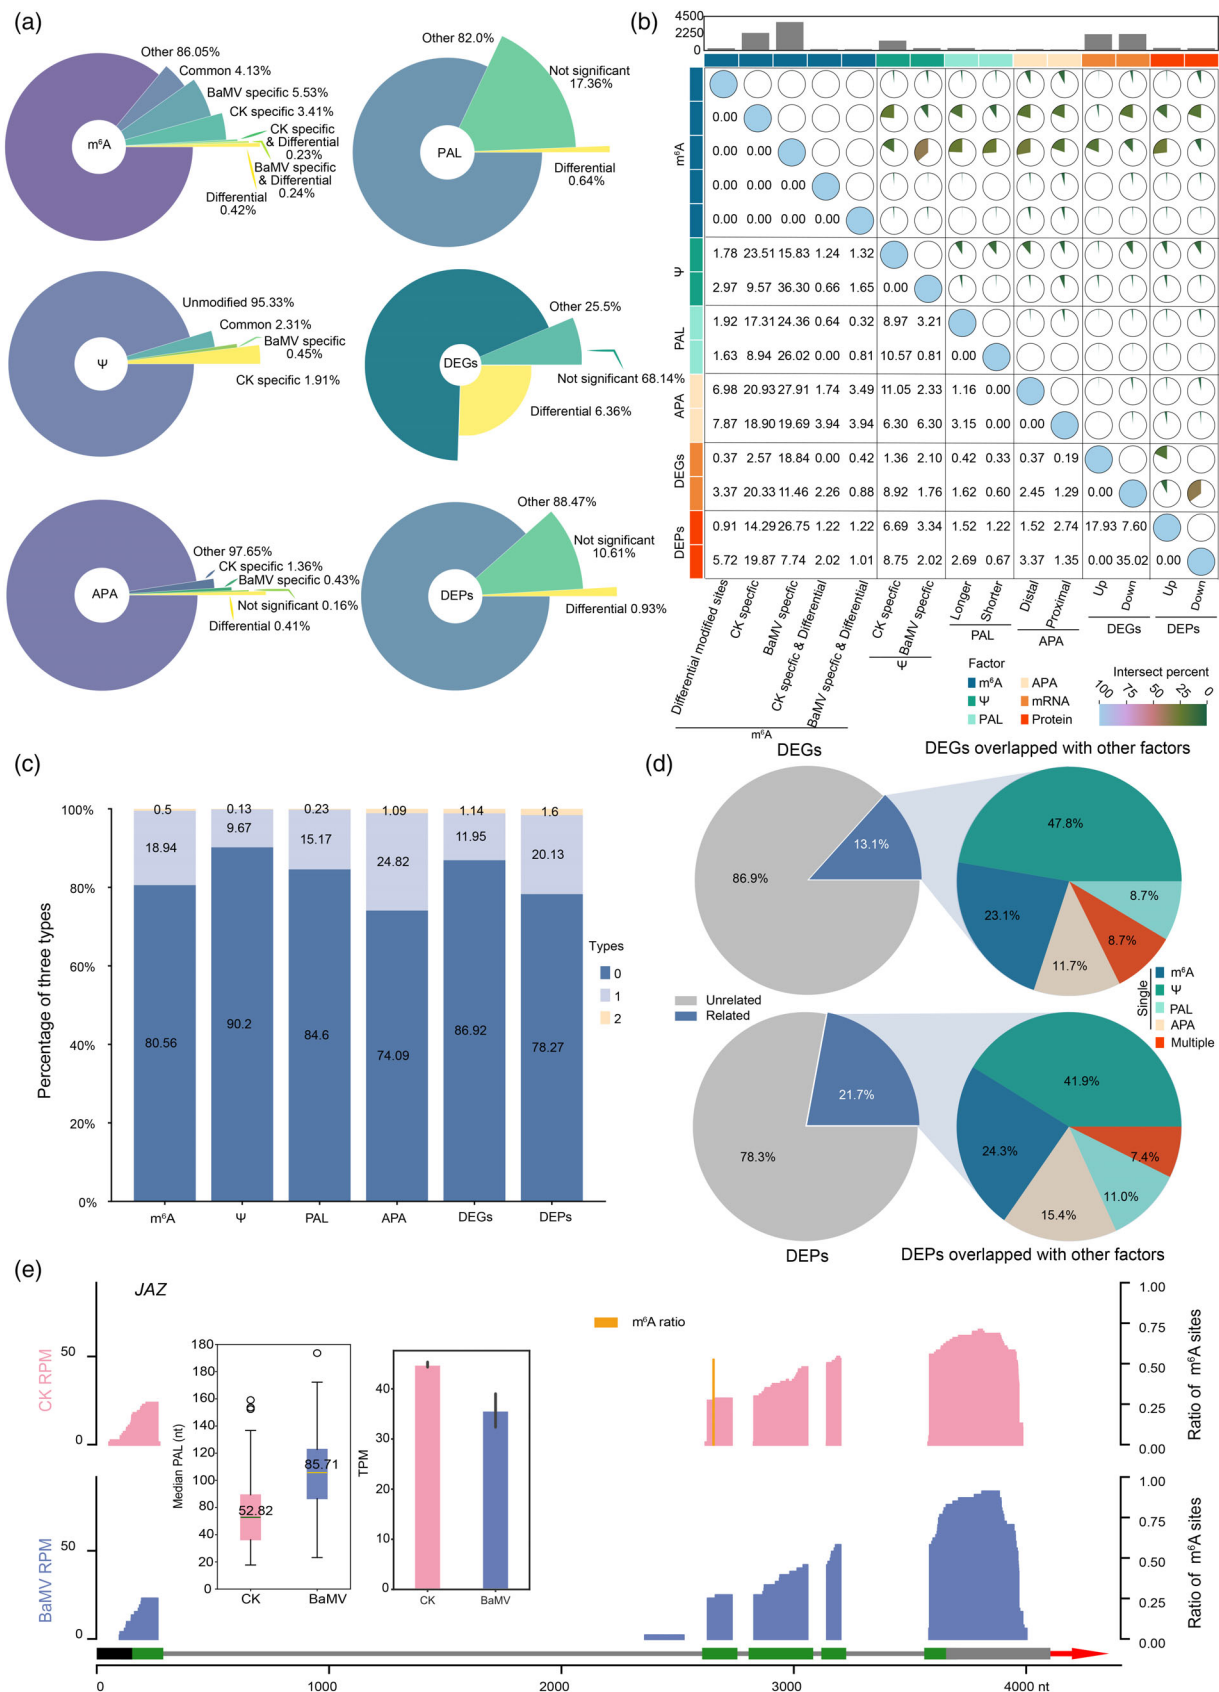 (a)
Other 86.05%
Common 4.13%
BaMV specific 5.53%
CK specific 3.41%
CK specific
& Differential
0.23%
BaMV specific
& Differential
0.24%
Differential
0.42%
m⁶A
Other 82.0%
Not significant
17.36%
Differential
0.64%
PAL
Unmodified 95.33%
Common 2.31%
BaMV specific
0.45%
CK specific 1.91%
Ψ
Other 25.5%
Not significant 68.14%
Differential 6.36%
DEGs
Other 97.65%
CK specific 1.36%
BaMV specific 0.43%
Not significant 0.16%
Differential 0.41%
APA
Other 88.47%
Not significant
10.61%
Differential 0.93%
DEPs
(b)
4500
2250
0
m⁶A
Ψ
PAL
APA
DEGs
DEPs
0.00
0.00 0.00
0.00 0.00 0.00
0.00 0.00 0.00 0.00
1.78 23.51 15.83 1.24 1.32
2.97 9.57 36.30 0.66 1.65 0.00
1.92 17.31 24.36 0.64 0.32 8.97 3.21
1.63 8.94 26.02 0.00 0.81 10.57 0.81 0.00
6.98 20.93 27.91 1.74 3.49 11.05 2.33 1.16 0.00
7.87 18.90 19.69 3.94 3.94 6.30 6.30 3.15 0.00 0.00
0.37 2.57 18.84 0.00 0.42 1.36 2.10 0.42 0.33 0.37 0.19
3.37 20.33 11.46 2.26 0.88 8.92 1.76 1.62 0.60 2.45 1.29 0.00
0.91 14.29 26.75 1.22 1.22 6.69 3.34 1.52 1.22 1.52 2.74 17.93 7.60
5.72 19.87 7.74 2.02 1.01 8.75 2.02 2.69 0.67 3.37 1.35 0.00 35.02 0.00
Differential modified sites
CK specific
BaMV specific
CK specfic & Differential
BaMV specific & Differential
m⁶A
CK specific
BaMV specfic
Ψ
Longer
Shorter
PAL
Distal
Proximal
APA
Up
Down
DEGs
Up
Down
DEPs
Factor
m⁶A
Ψ
PAL
APA
mRNA
Protein
Intersect percent
100 75 50 25 0
(c)
100%
80%
60%
40%
20%
0%
Percentage of three types
0.5 0.13 0.23 1.09 1.14 1.6
18.94 9.67 15.17 24.82 11.95 20.13
80.56 90.2 84.6 74.09 86.92 78.27
m⁶A Ψ PAL APA DEGs DEPs
Types
0
1
2
(d)
DEGs
DEGs overlapped with other factors
86.9%
13.1%
47.8%
23.1%
11.7%
8.7%
8.7%
Unrelated
Related
Single
m⁶A
Ψ
PAL
APA
Multiple
78.3%
21.7%
41.9%
24.3%
15.4%
11.0%
7.4%
DEPs
DEPs overlapped with other factors
(e)
JAZ
CK RPM
50
0
BaMV RPM
50
0
Median PAL (nt)
180
160
140
120
100
80
60
40
20
0
52.82
85.71
CK BaMV
TPM
40
30
20
10
0
CK BaMV
m⁶A ratio
1.00
0.75
0.50
0.25
0.00
Ratio of m⁶A sites
1.00
0.75
0.50
0.25
0.00
Ratio of m⁶A sites
0 1000 2000 3000 4000 nt